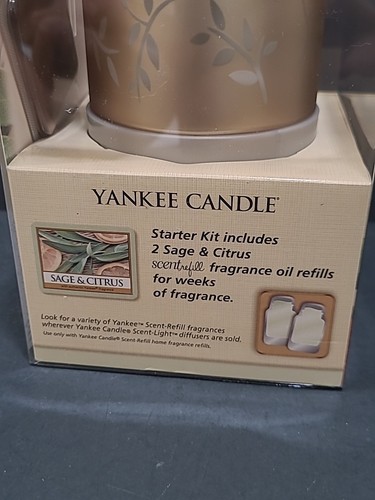 YANKEE CANDLE®
Starter Kit includes
2 Sage & Citrus
scentrefill fragrance oil refills
for weeks
of fragrance.
SAGE & CITRUS
Look for a variety of Yankee™ Scent-Refill fragrances
wherever Yankee Candle® Scent-Light™ diffusers are sold.
Use only with Yankee Candle® Scent-Refill home fragrance refills.